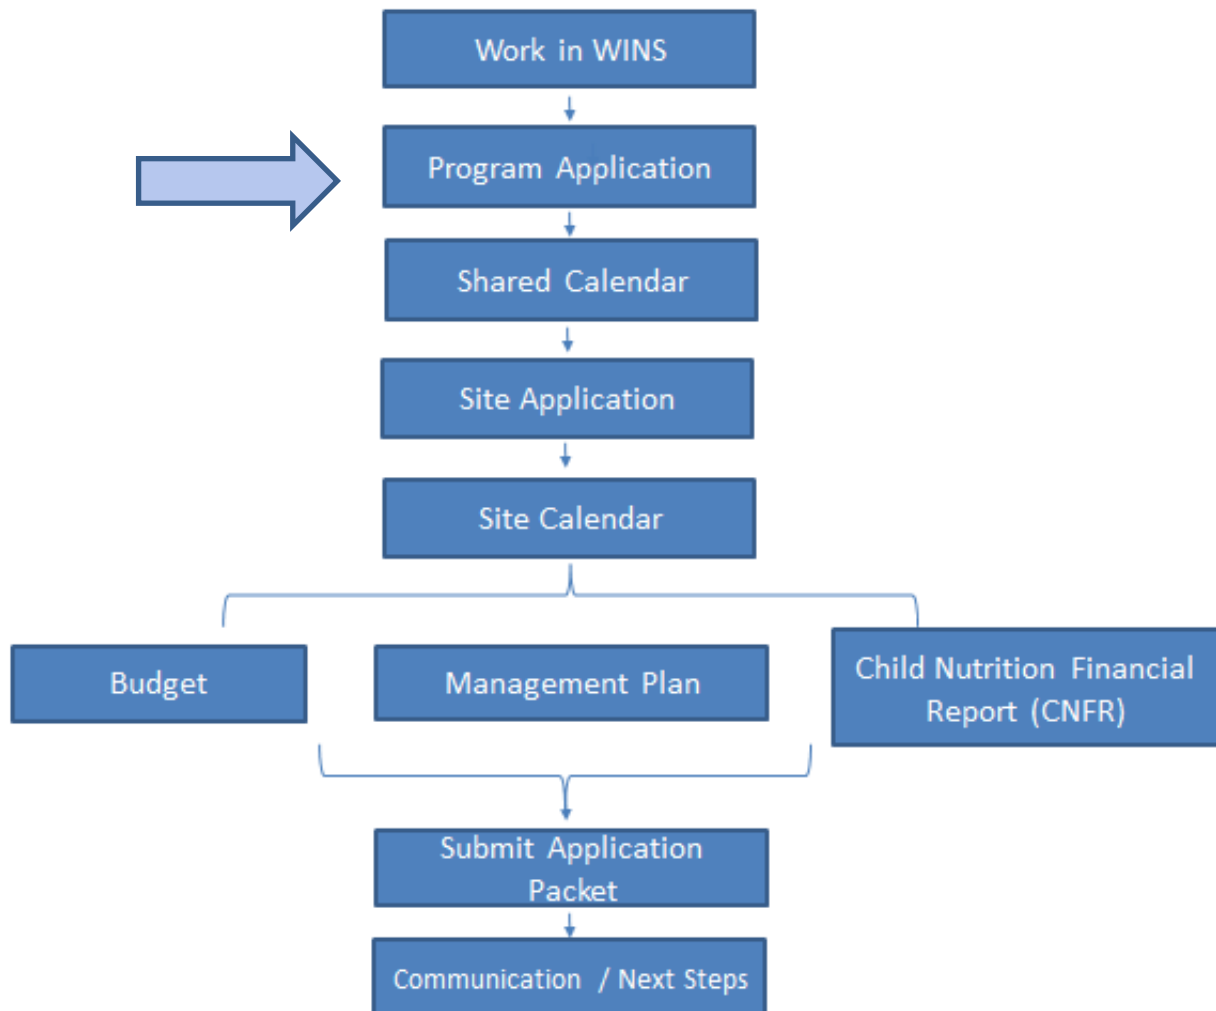 Work in WINS
Program Application
Shared Calendar
Site Application
Site Calendar
Budget
Management Plan
Child Nutrition Financial
Report (CNFR)
Submit Application
Packet
Communication / Next Steps